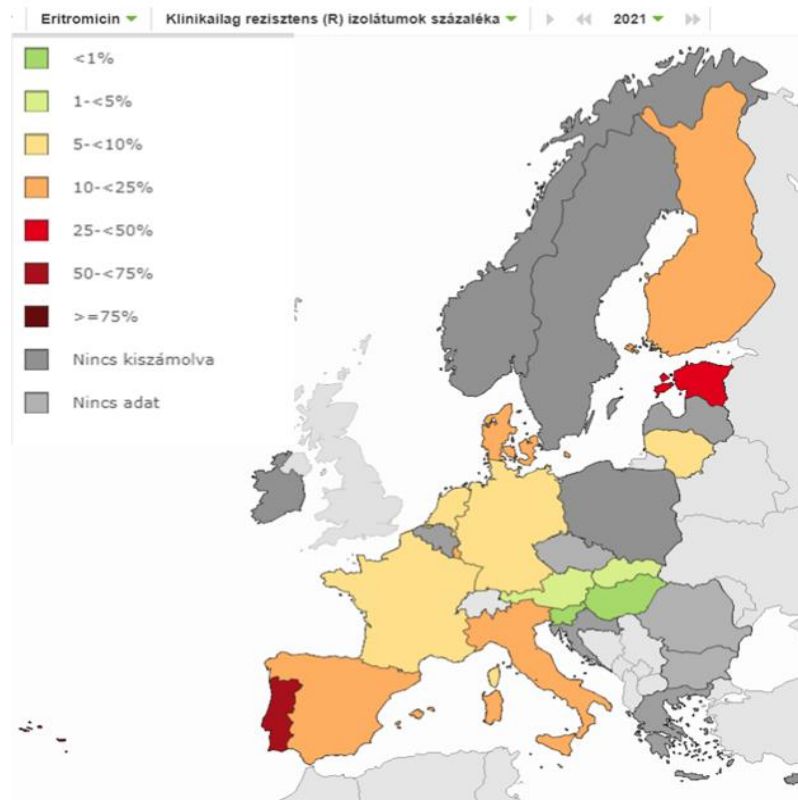 Eritromicin Klinikailag rezisztens (R) izolátumok százaléka 2021
<1%
1-<5%
5-<10%
10-<25%
25-<50%
50-<75%
>=75%
Nincs kiszámolva
Nincs adat